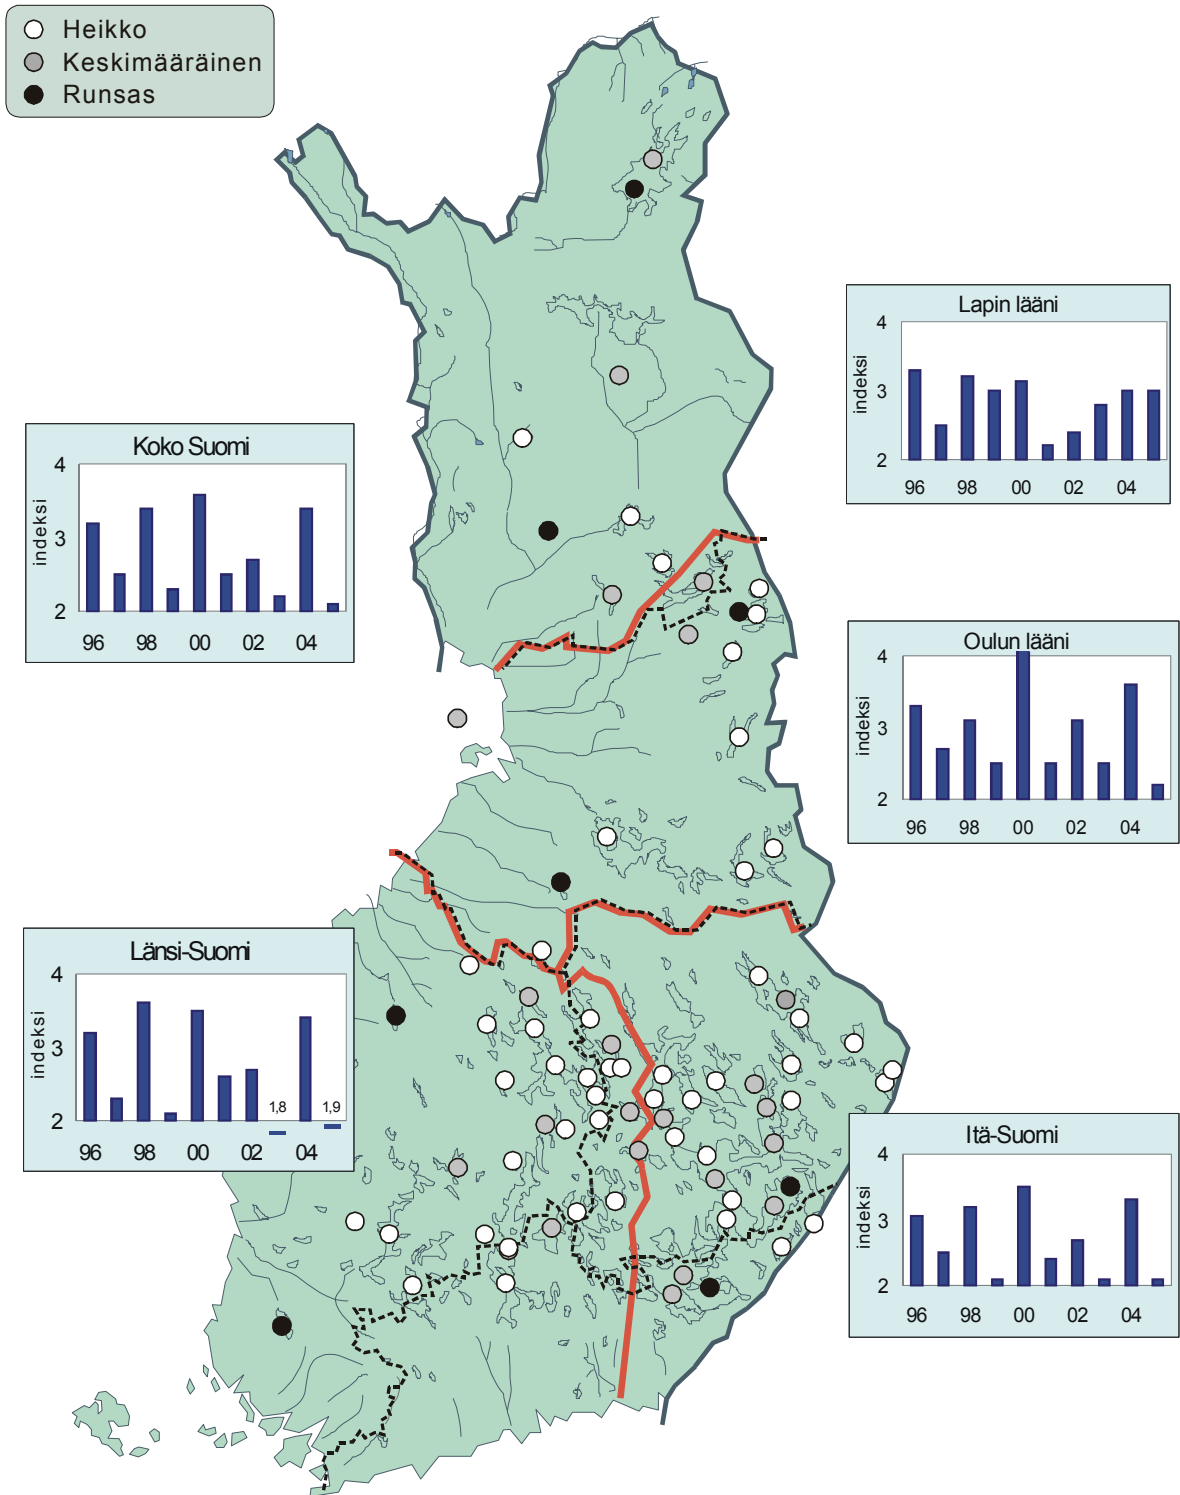 Heikko
Keskimääräinen
Runsas
Lapin lääni
indeksi
4
3
2
96 98 00 02 04
Koko Suomi
indeksi
4
3
2
96 98 00 02 04
Oulun lääni
indeksi
4
3
2
96 98 00 02 04
Länsi-Suomi
indeksi
4
3
2
1,8 1,9
96 98 00 02 04
Itä-Suomi
indeksi
4
3
2
96 98 00 02 04